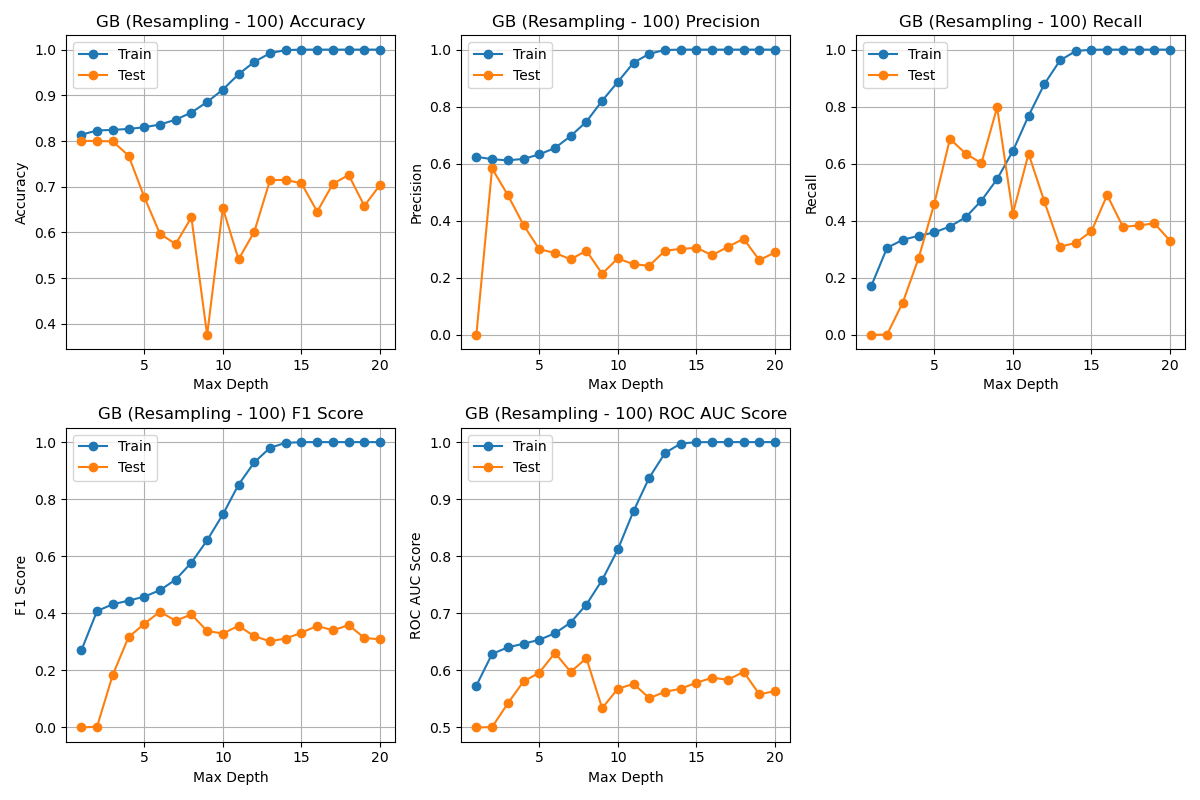 GB (Resampling - 100) Accuracy
Train
Test
1.0
0.9
0.8
0.7
0.6
0.5
0.4
Accuracy
5
10
15
20
Max Depth
GB (Resampling - 100) Precision
Train
Test
1.0
0.8
0.6
0.4
0.2
0.0
Precision
5
10
15
20
Max Depth
GB (Resampling - 100) Recall
Train
Test
1.0
0.8
0.6
0.4
0.2
0.0
Recall
5
10
15
20
Max Depth
GB (Resampling - 100) F1 Score
Train
Test
1.0
0.8
0.6
0.4
0.2
0.0
F1 Score
5
10
15
20
Max Depth
GB (Resampling - 100) ROC AUC Score
Train
Test
1.0
0.9
0.8
0.7
0.6
0.5
ROC AUC Score
5
10
15
20
Max Depth